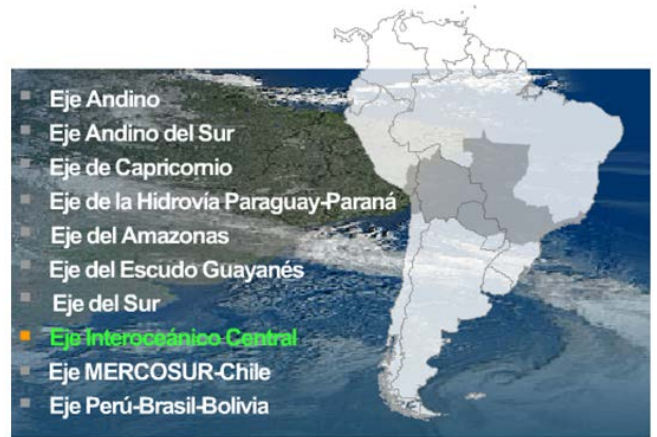 Eje Andino
Eje Andino del Sur
Eje de Capricornio
Eje de la Hidrovía Paraguay-Paraná
Eje del Amazonas
Eje del Escudo Guayanés
Eje del Sur
Eje Interoceánico Central
Eje MERCOSUR-Chile
Eje Perú-Brasil-Bolivia